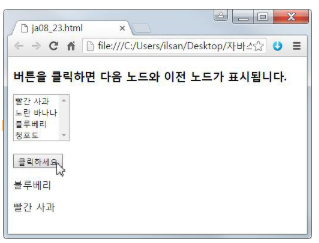 ja08_23.html
file:///C:/Users/ilsan/Desktop/자바스
버튼을 클릭하면 다음 노드와 이전 노드가 표시됩니다.
빨간 사과
노란 바나나
블루베리
청포도
클릭하세요
블루베리
빨간 사과